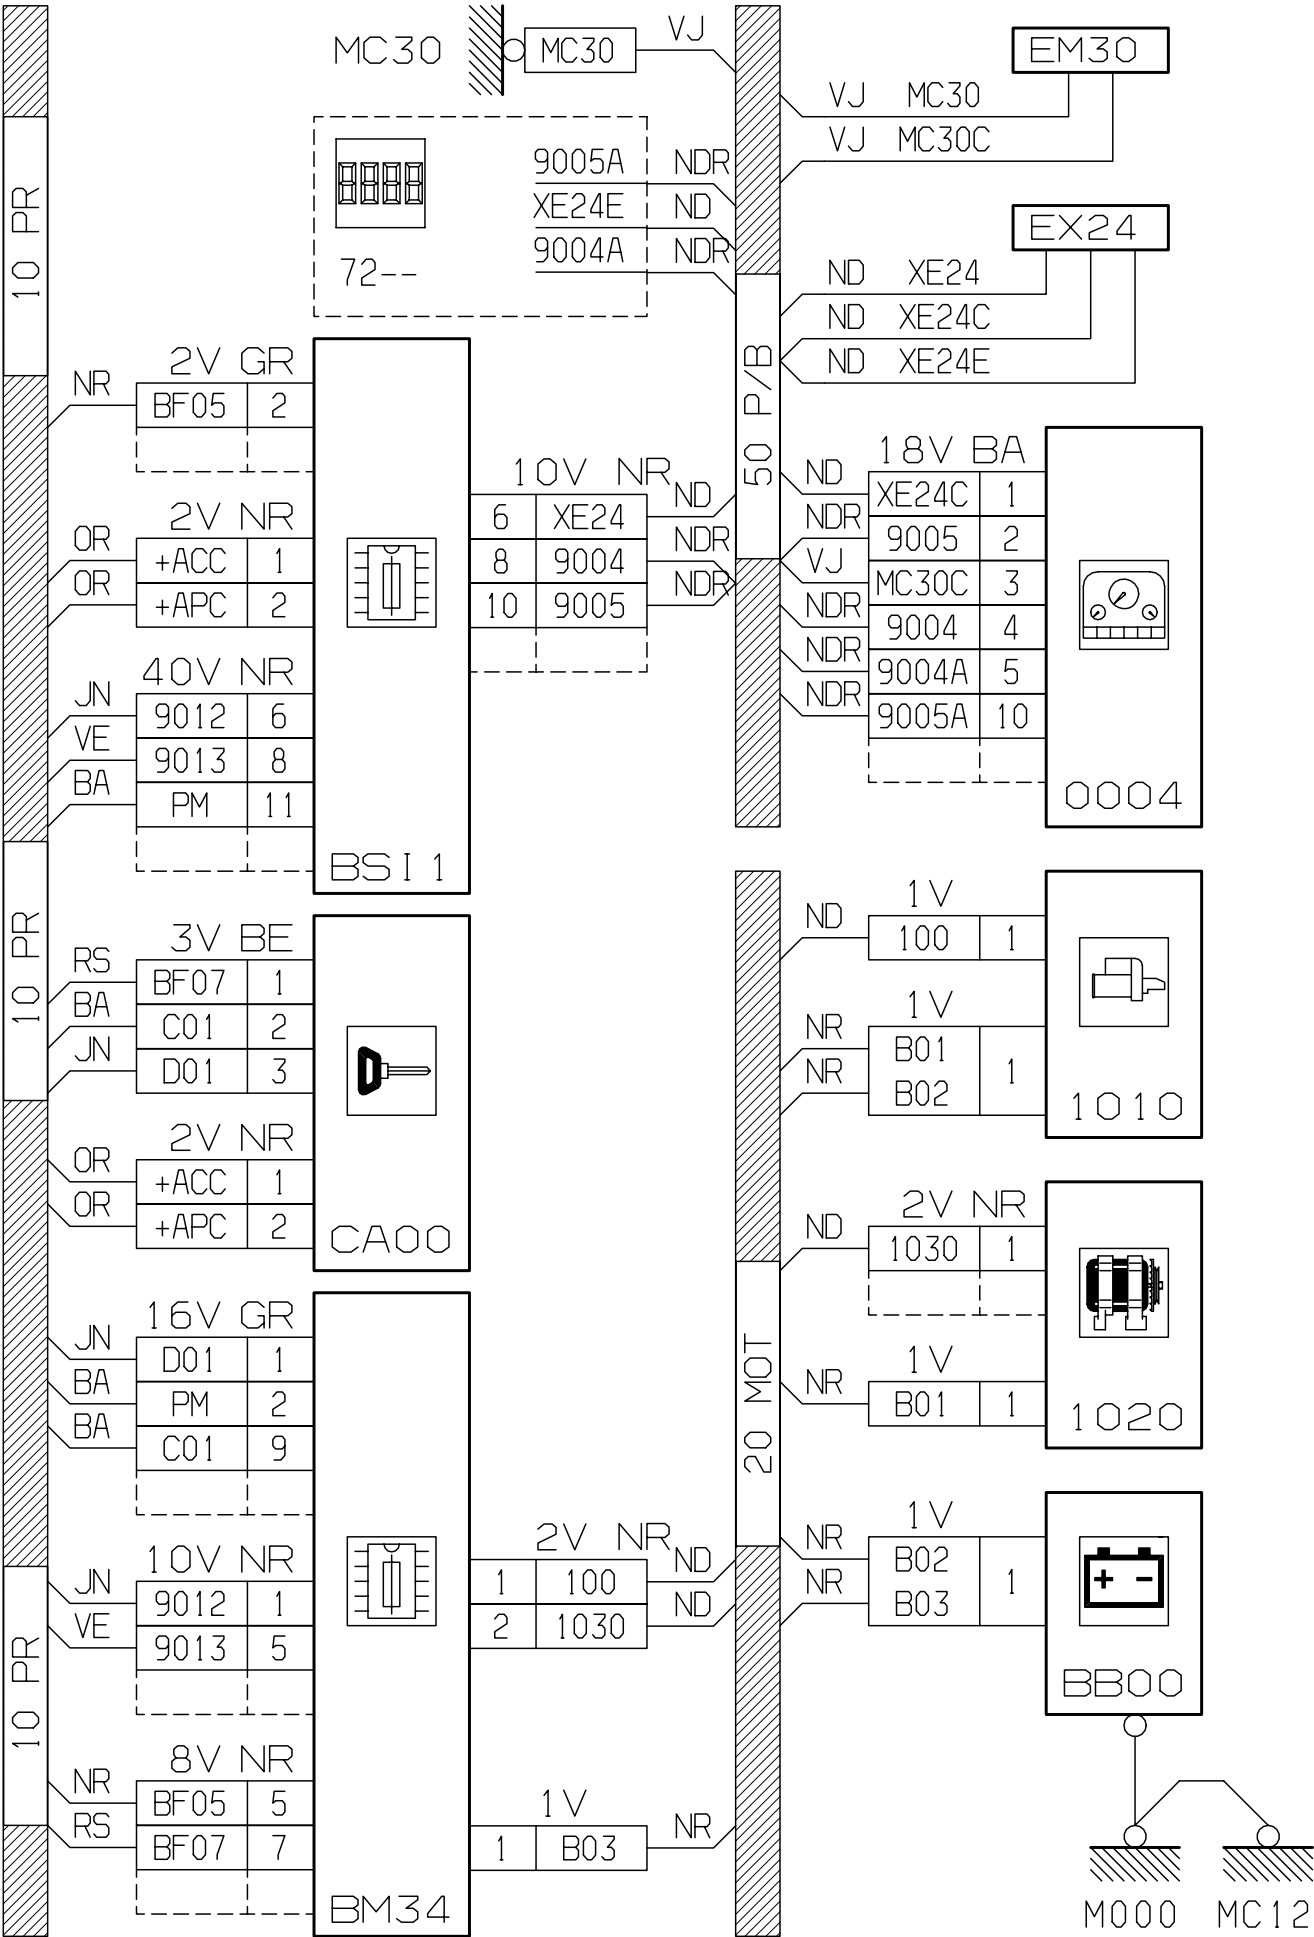 MC30
MC30
VJ
EM30
VJ MC30
VJ MC30C
9005A NDR
XE24E ND
9004A NDR
72--
EX24
ND XE24
ND XE24C
ND XE24E
10 PR
2V GR
NR BF05 2
2V NR
OR +ACC 1
OR +APC 2
40V NR
JN 9012 6
VE 9013 8
BA PM 11
BSI1
10V NR
6 XE24 ND
8 9004 NDR
10 9005 NDR
50 P/B
18V BA
ND XE24C 1
NDR 9005 2
VJ MC30C 3
NDR 9004 4
NDR 9004A 5
NDR 9005A 10
0004
10 PR
3V BE
RS BF07 1
BA C01 2
JN D01 3
2V NR
OR +ACC 1
OR +APC 2
CA00
1V
ND 100 1
1V
NR B01
1
NR B02
1010
2V NR
ND 1030 1
1V
NR B01 1
1020
20 MOT
16V GR
JN D01 1
BA PM 2
BA C01 9
10V NR
JN 9012 1
VE 9013 5
10 PR
8V NR
NR BF05 5
RS BF07 7
BM34
2V NR
1 100 ND
2 1030 ND
1V
1 B03 NR
1V
NR B02
1
NR B03
+ -
BB00
M000 MC12